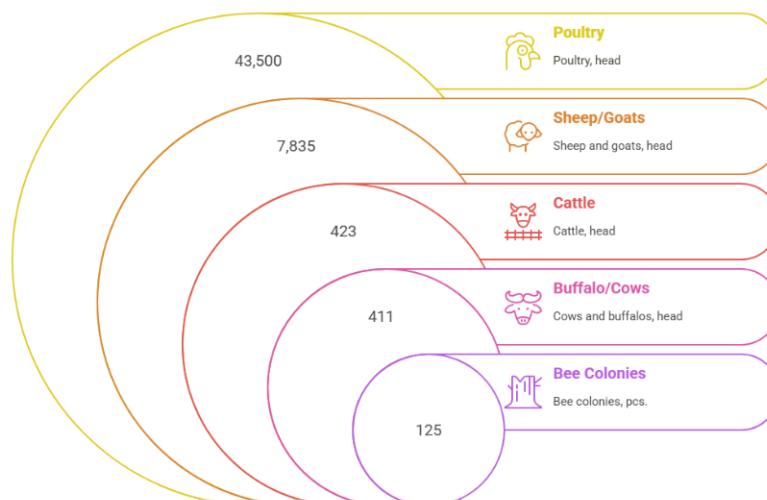 43,500
Poultry
Poultry, head
7,835
Sheep/Goats
Sheep and goats, head
423
Cattle
Cattle, head
411
Buffalo/Cows
Cows and buffalos, head
125
Bee Colonies
Bee colonies, pcs.